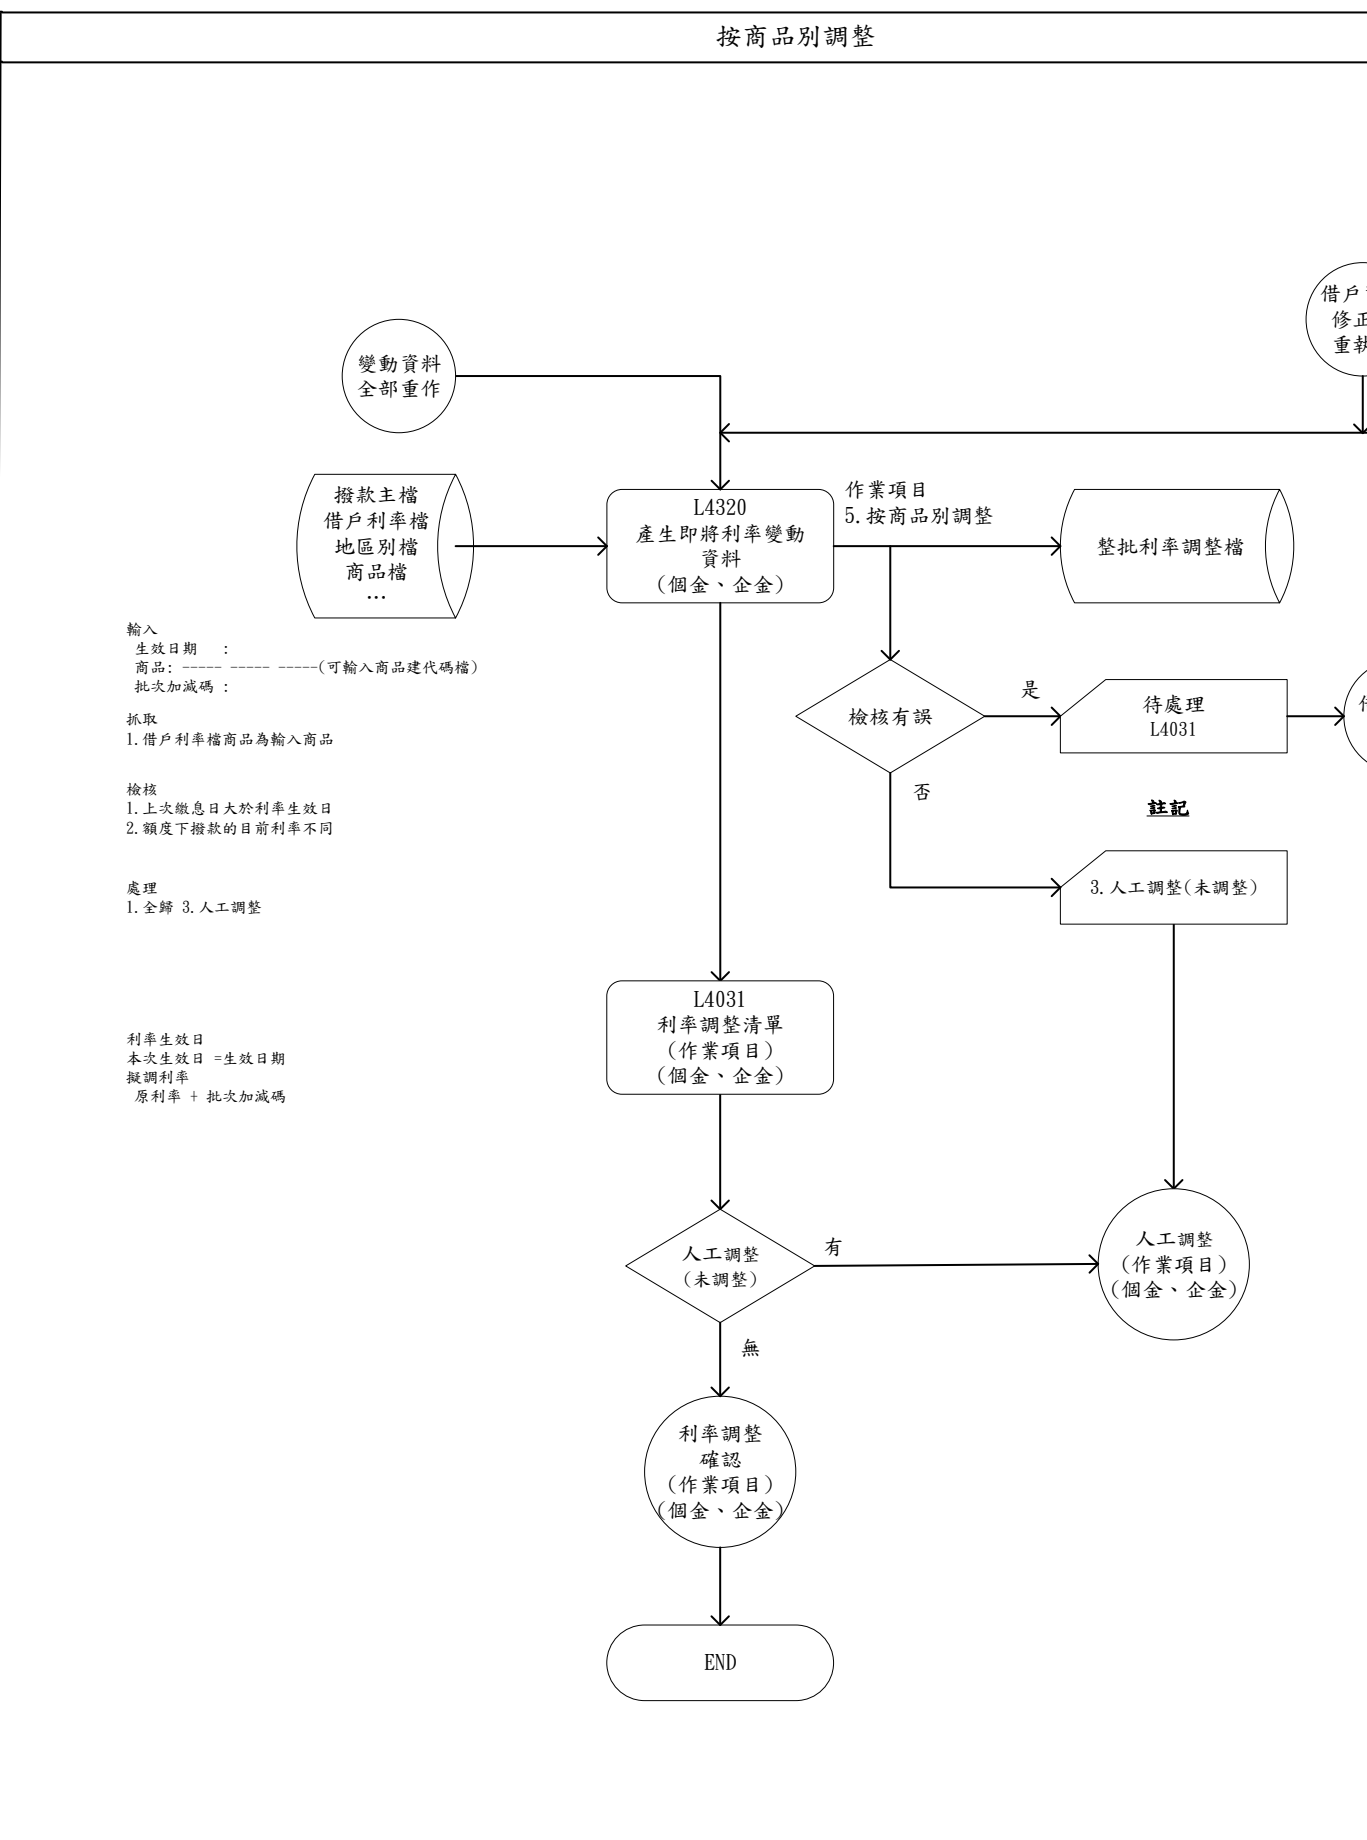 按商品別調整
借戶
修正
重執
變動資料
全部重作
撥款主檔
借戶利率檔
地區別檔
商品檔
...
L4320
產生即將利率變動
資料
(個金、企金)
作業項目
5.按商品別調整
整批利率調整檔
輸入
生效日期 :
商品: ----- ----- -----(可輸入商品建代碼檔)
批次加減碼 :
抓取
1.借戶利率檔商品為輸入商品
檢核
1.上次繳息日大於利率生效日
2.額度下撥款的目前利率不同
處理
1.全歸 3.人工調整
利率生效日
本次生效日 =生效日期
擬調利率
原利率 + 批次加減碼
檢核有誤
是
待處理
L4031
否
註記
3.人工調整(未調整)
L4031
利率調整清單
(作業項目)
(個金、企金)
人工調整
(未調整)
有
人工調整
(作業項目)
(個金、企金)
無
利率調整
確認
(作業項目)
(個金、企金)
END